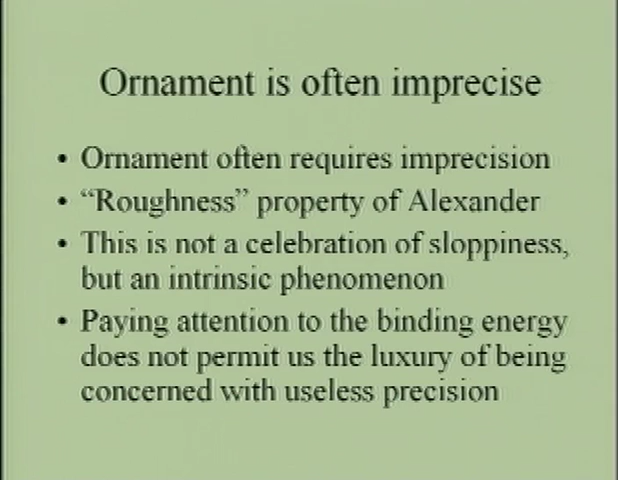 Ornament is often imprecise
• Ornament often requires imprecision
• “Roughness” property of Alexander
• This is not a celebration of sloppiness,
but an intrinsic phenomenon
• Paying attention to the binding energy
does not permit us the luxury of being
concerned with useless precision